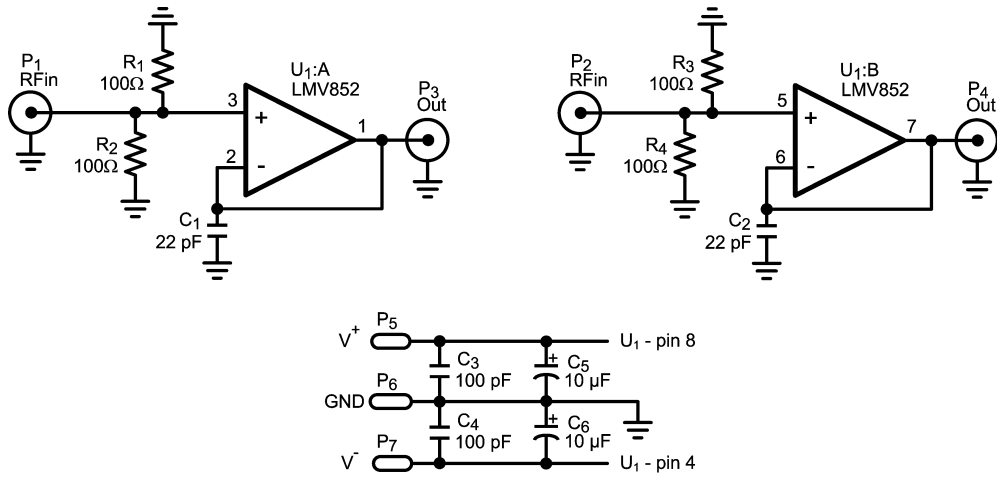 P1
RFin
R1
100Ω
R2
100Ω
U1:A
LMV852
3
+
2
-
1
P3
Out
C1
22 pF
P2
RFin
R3
100Ω
R4
100Ω
U1:B
LMV852
5
+
6
-
7
P4
Out
C2
22 pF
V+
P5
C3
100 pF
+
C5
10 µF
U1 - pin 8
GND
P6
C4
100 pF
+
C6
10 µF
V-
P7
U1 - pin 4